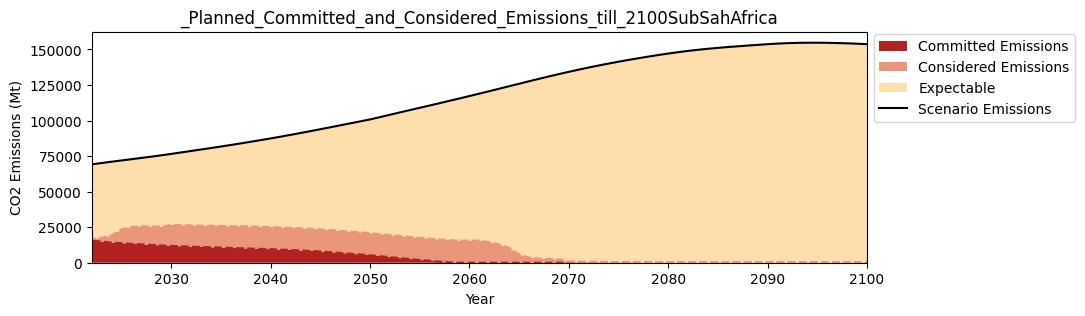 _Planned_Committed_and_Considered_Emissions_till_2100SubSahAfrica
150000
125000
100000
75000
50000
25000
0
CO2 Emissions (Mt)
2030 2040 2050 2060 2070 2080 2090 2100
Year
Committed Emissions
Considered Emissions
Expectable
Scenario Emissions